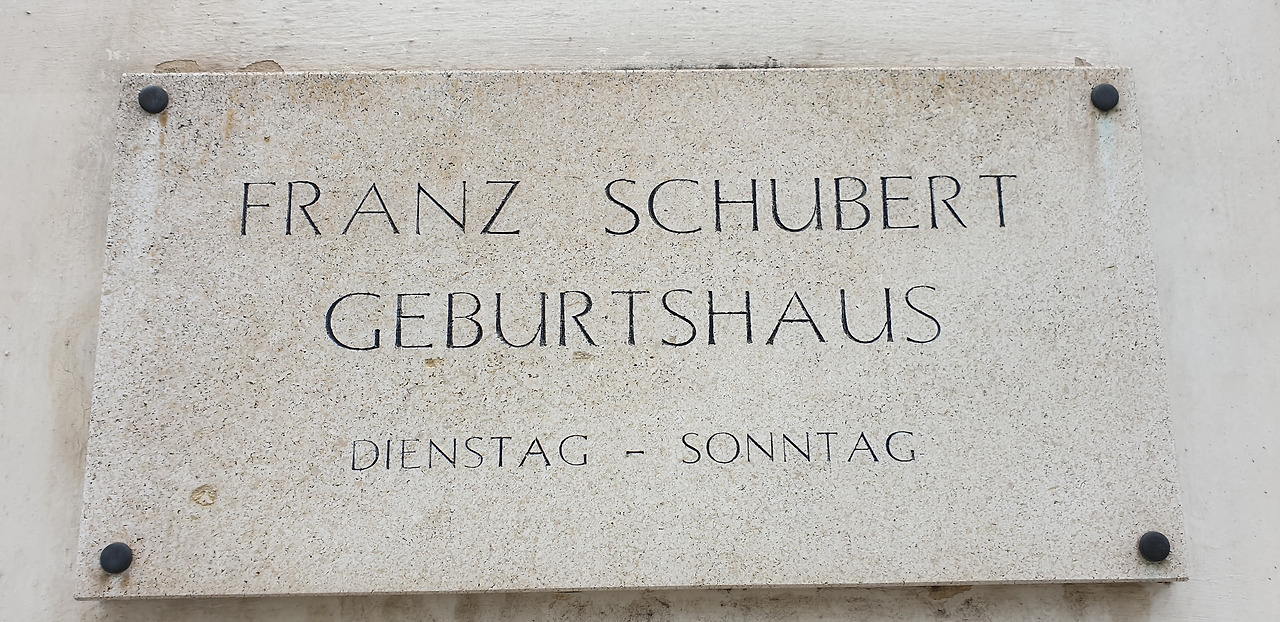 FRANZ SCHUBERT
GEBURTSHAUS
DIENSTAG – SONNTAG